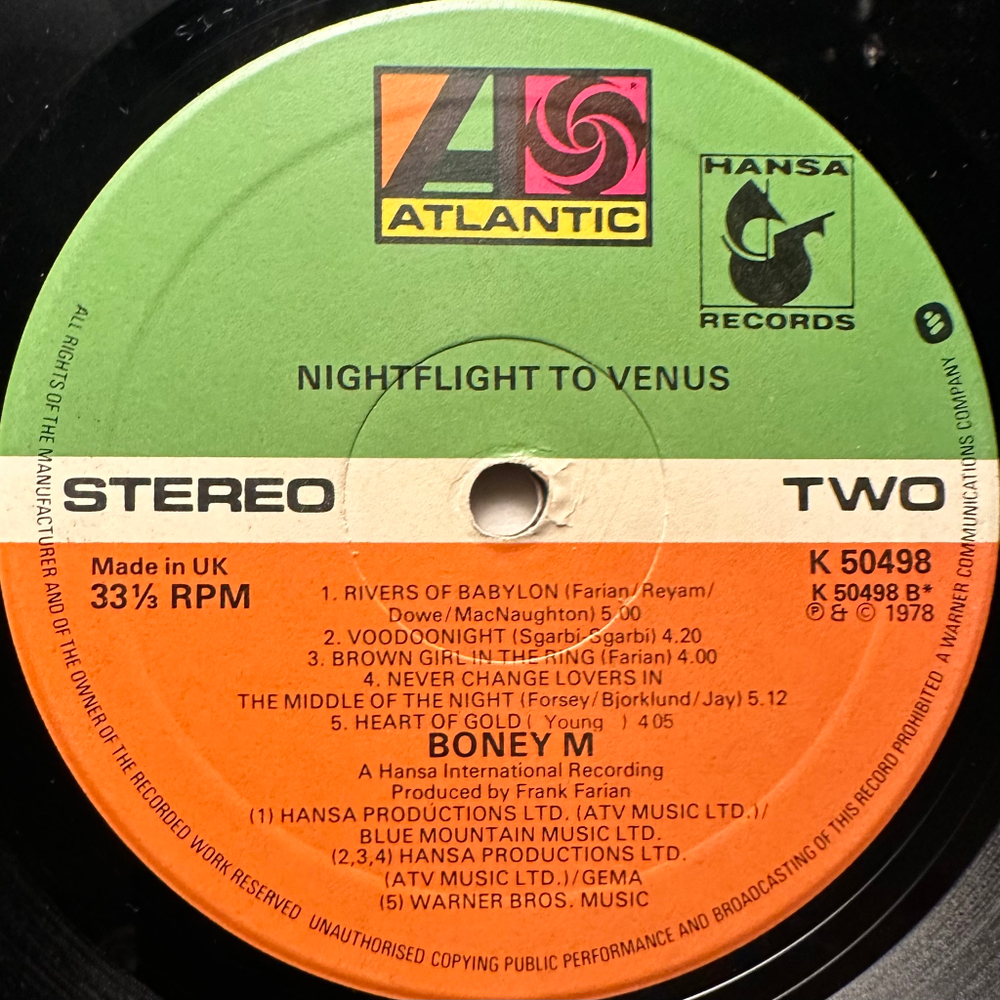 ATLANTIC
HANSA
RECORDS
NIGHTFLIGHT TO VENUS
STEREO
TWO
Made in UK
33⅓ RPM
K 50498
K 50498 B*
℗ & © 1978
1. RIVERS OF BABYLON (Farian/Reyam/
Dowe/MacNaughton) 5.00
2. VOODOONIGHT (Sgarbi-Sgarbi) 4.20
3. BROWN GIRL IN THE RING (Farian) 4.00
4. NEVER CHANGE LOVERS IN
THE MIDDLE OF THE NIGHT (Forsey/Bjorklund/Jay) 5.12
5. HEART OF GOLD ( Young ) 4 05
BONEY M
A Hansa International Recording
Produced by Frank Farian
(1) HANSA PRODUCTIONS LTD. (ATV MUSIC LTD.)/
BLUE MOUNTAIN MUSIC LTD.
(2,3,4) HANSA PRODUCTIONS LTD.
(ATV MUSIC LTD.)/GEMA
(5) WARNER BROS. MUSIC
ALL RIGHTS OF THE MANUFACTURER AND OF THE OWNER OF THE RECORDED WORK RESERVED UNAUTHORISED COPYING PUBLIC PERFORMANCE AND BROADCASTING OF THIS RECORD PROHIBITED A WARNER COMMUNICATIONS COMPANY